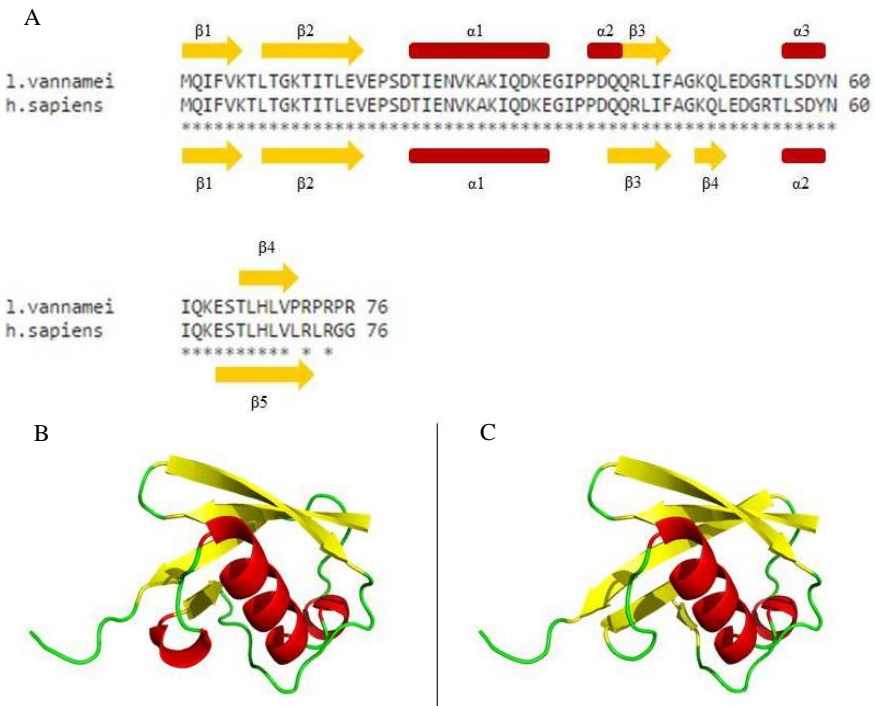 A
β1 β2 α1 α2 β3 α3
l.vannamei MQIFVKTLTGKTITLEVEPSDTIENVKAKIQDKEGIPPDQQRLIFAGKQLEDGRTLSDYN 60
h.sapiens MQIFVKTLTGKTITLEVEPSDTIENVKAKIQDKEGIPPDQQRLIFAGKQLEDGRTLSDYN 60
************************************************************
β1 β2 α1 β3 β4 α2
β4
l.vannamei IQKESTLHLVPRPRPR 76
h.sapiens IQKESTLHLVLRLRGG 76
********** * *
β5
B C